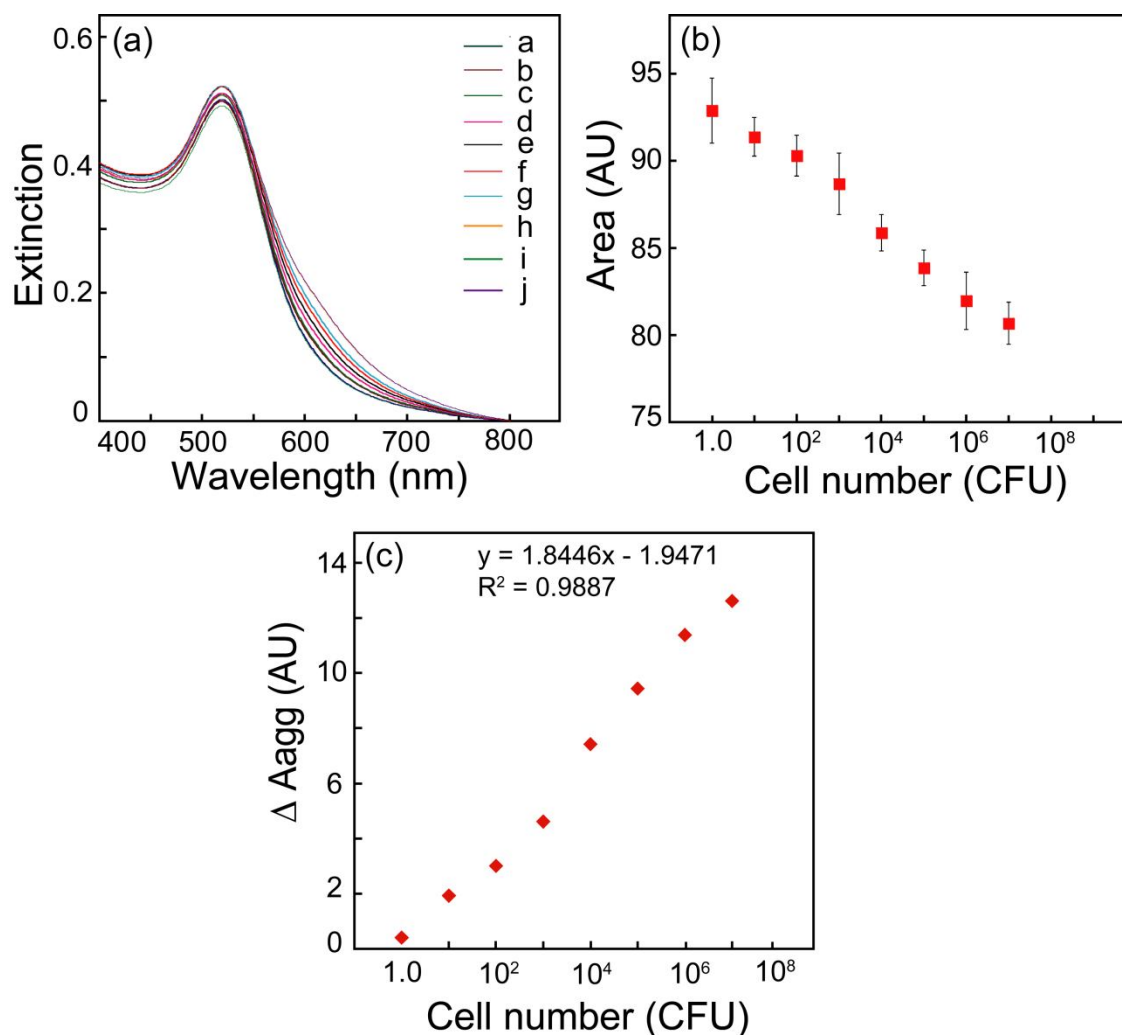 (a)
0.6
0.4
0.2
0
Extinction
a
b
c
d
e
f
g
h
i
j
400 500 600 700 800
Wavelength (nm)
(b)
95
90
85
80
75
Area (AU)
1.0 10² 10⁴ 10⁶ 10⁸
Cell number (CFU)
(c)
y = 1.8446x - 1.9471
R² = 0.9887
14
10
6
2
0
Δ Aagg (AU)
1.0 10² 10⁴ 10⁶ 10⁸
Cell number (CFU)